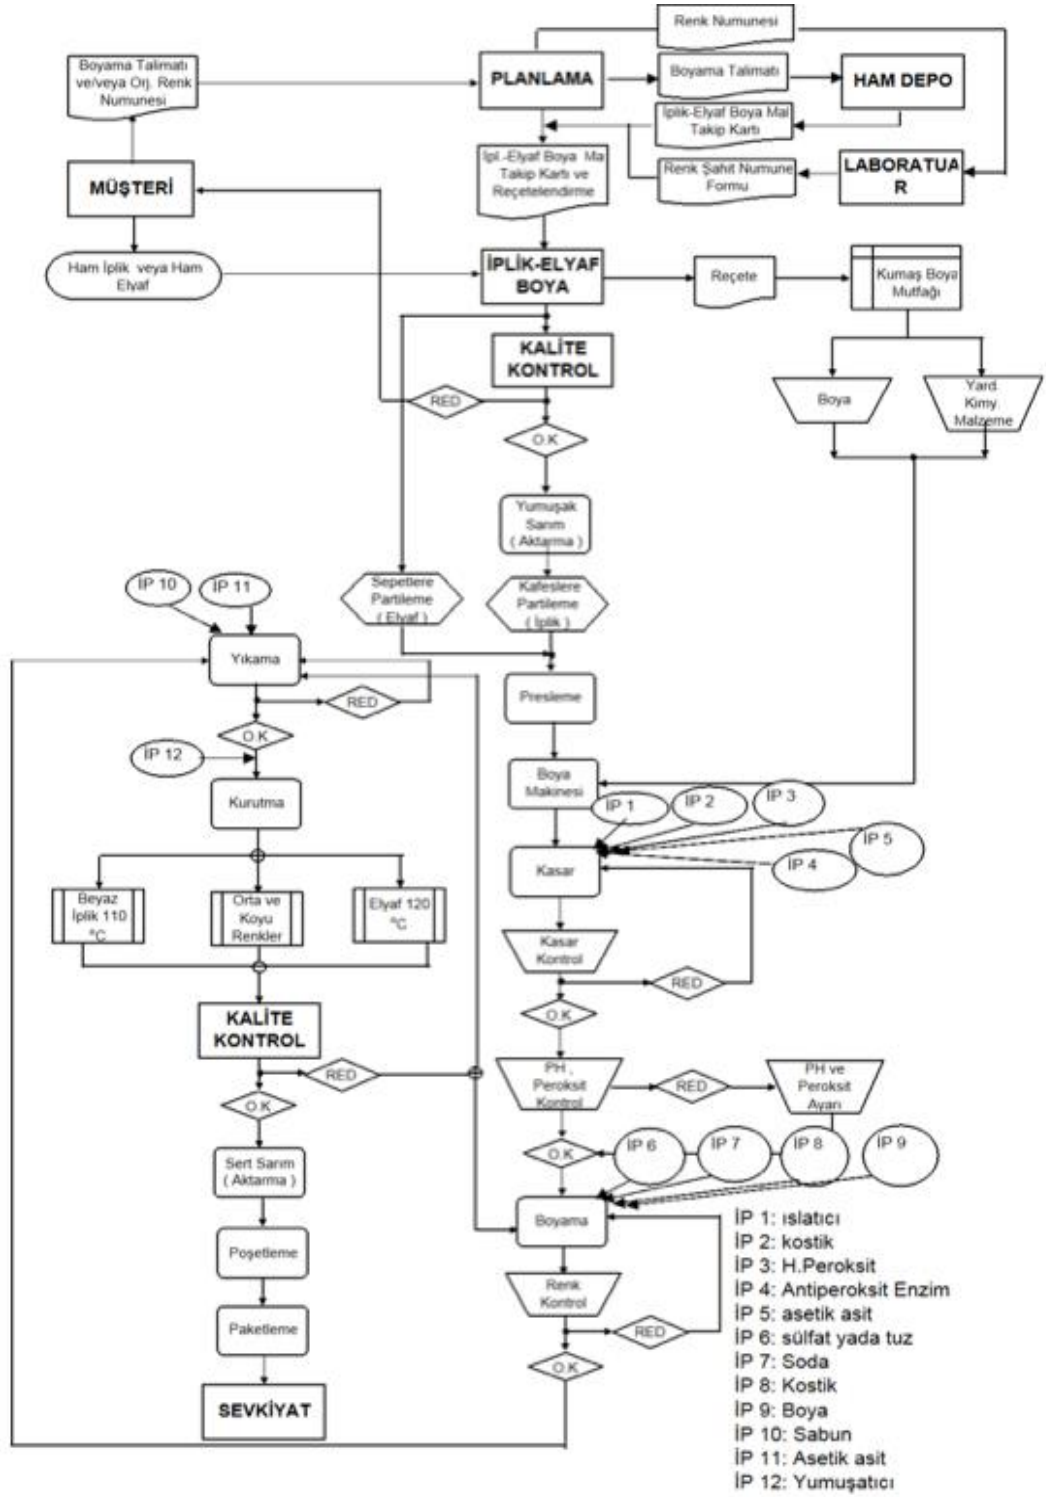 Renk Numunesi
Boyama Talimatı
ve/veya Orj. Renk
Numunesi
PLANLAMA
Boyama Talimatı
HAM DEPO
İplik-Elyaf Boya Mal
Takip Kartı
MÜŞTERİ
İpl.-Elyaf Boya Ma
Takip Kartı ve
Reçetelendirme
Renk Şahit Numune
Formu
LABORATUA
R
Ham İplik veya Ham
Elyaf
İPLİK-ELYAF
BOYA
Reçete
Kumaş Boya
Mutfağı
KALİTE
KONTROL
RED
O.K
Boya
Yard.
Kimy.
Malzeme
Yumuşak
Sarım
( Aktarma )
Sepetlere
Partileme
( Elyaf )
Kafeslere
Partileme
( İplik )
İP 10
İP 11
Yıkama
RED
O.K
İP 12
Kurutma
Presleme
Boya
Makinesi
İP 1
İP 2
İP 3
İP 5
İP 4
Kasar
Beyaz
İplik 110
ºC
Orta ve
Koyu
Renkler
Elyaf 120
ºC
Kasar
Kontrol
RED
O.K
KALİTE
KONTROL
RED
O.K
PH ,
Peroksit
Kontrol
RED
PH ve
Peroksit
Ayarı
O.K
İP 6
İP 7
İP 8
İP 9
Sert Sarım
( Aktarma )
Boyama
Poşetleme
Renk
Kontrol
RED
O.K
Paketleme
SEVKİYAT
İP 1: ıslatıcı
İP 2: kostik
İP 3: H.Peroksit
İP 4: Antiperoksit Enzim
İP 5: asetik asit
İP 6: sülfat yada tuz
İP 7: Soda
İP 8: Kostik
İP 9: Boya
İP 10: Sabun
İP 11: Asetik asit
İP 12: Yumuşatıcı